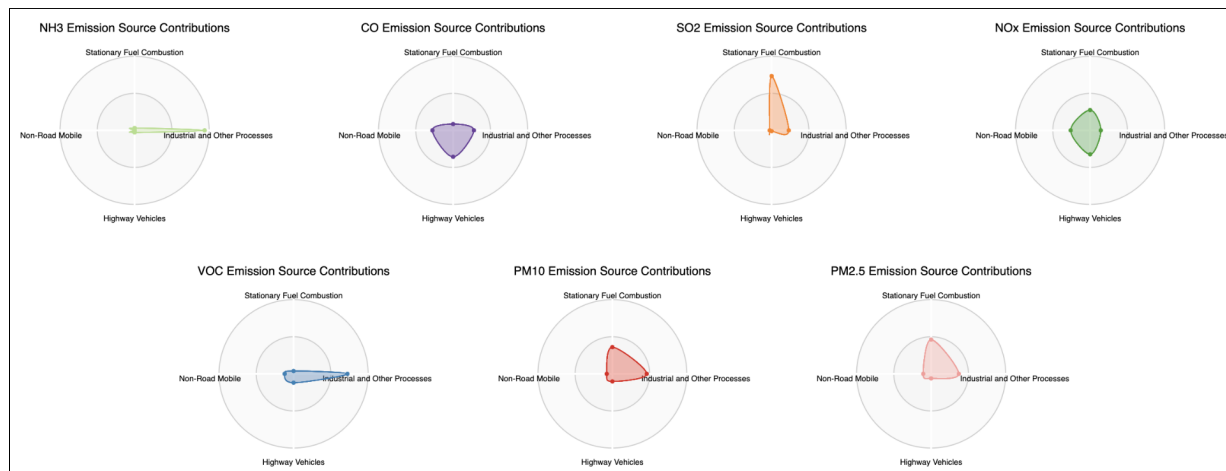 NH3 Emission Source Contributions
Stationary Fuel Combustion
Non-Road Mobile
Industrial and Other Processes
Highway Vehicles
CO Emission Source Contributions
Stationary Fuel Combustion
Non-Road Mobile
Industrial and Other Processes
Highway Vehicles
SO2 Emission Source Contributions
Stationary Fuel Combustion
Non-Road Mobile
Industrial and Other Processes
Highway Vehicles
NOx Emission Source Contributions
Stationary Fuel Combustion
Non-Road Mobile
Industrial and Other Processes
Highway Vehicles
VOC Emission Source Contributions
Stationary Fuel Combustion
Non-Road Mobile
Industrial and Other Processes
Highway Vehicles
PM10 Emission Source Contributions
Stationary Fuel Combustion
Non-Road Mobile
Industrial and Other Processes
Highway Vehicles
PM2.5 Emission Source Contributions
Stationary Fuel Combustion
Non-Road Mobile
Industrial and Other Processes
Highway Vehicles